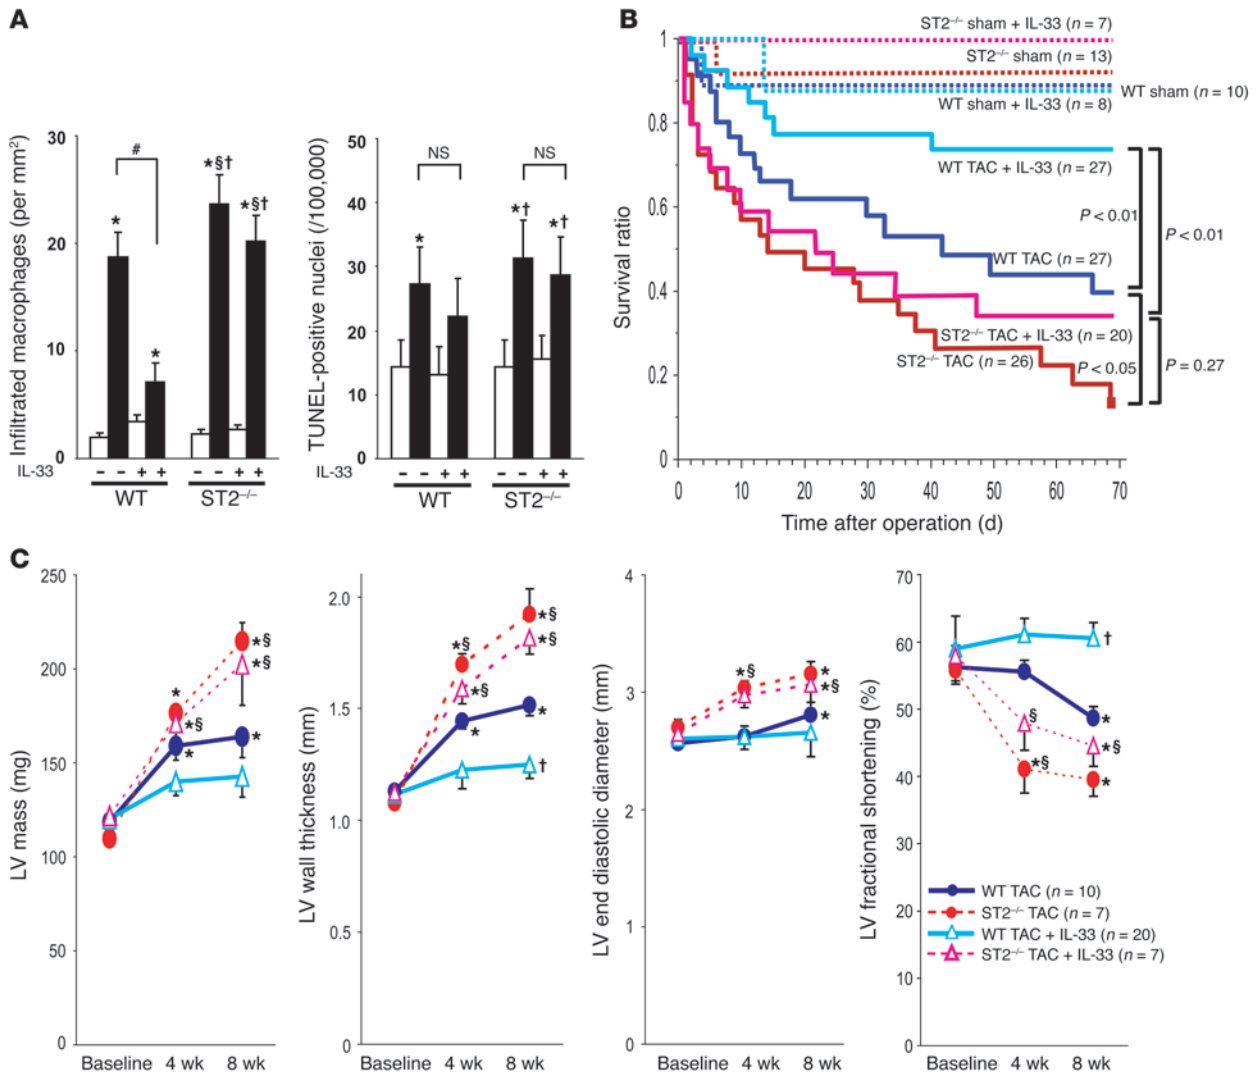 A
Infiltrated macrophages (per mm²)
30
20
10
0
#
*
*
*§†
*§†
IL-33
– – + + – – + +
WT ST2–/–
TUNEL-positive nuclei (/100,000)
50
40
30
20
10
0
NS
NS
*
*†
*†
IL-33
– – + + – – + +
WT ST2–/–
B
Survival ratio
1
0.8
0.6
0.4
0.2
0
ST2–/– sham + IL-33 (n = 7)
ST2–/– sham (n = 13)
WT sham (n = 10)
WT sham + IL-33 (n = 8)
WT TAC + IL-33 (n = 27)
P < 0.01
P < 0.01
WT TAC (n = 27)
ST2–/– TAC + IL-33 (n = 20)
ST2–/– TAC (n = 26)
P < 0.05
P = 0.27
0 10 20 30 40 50 60 70
Time after operation (d)
C
LV mass (mg)
250
200
150
100
50
0
*
*§
*
*§
*§
*
Baseline 4 wk 8 wk
LV wall thickness (mm)
2.0
1.5
1.0
0.5
0
*§
*§
*
*§
*§
*
†
Baseline 4 wk 8 wk
LV end diastolic diameter (mm)
4
3
2
1
0
*§
*
*§
*
Baseline 4 wk 8 wk
LV fractional shortening (%)
70
60
50
40
30
20
10
0
†
*
§
*§
*§
*
WT TAC (n = 10)
ST2–/– TAC (n = 7)
WT TAC + IL-33 (n = 20)
ST2–/– TAC + IL-33 (n = 7)
Baseline 4 wk 8 wk